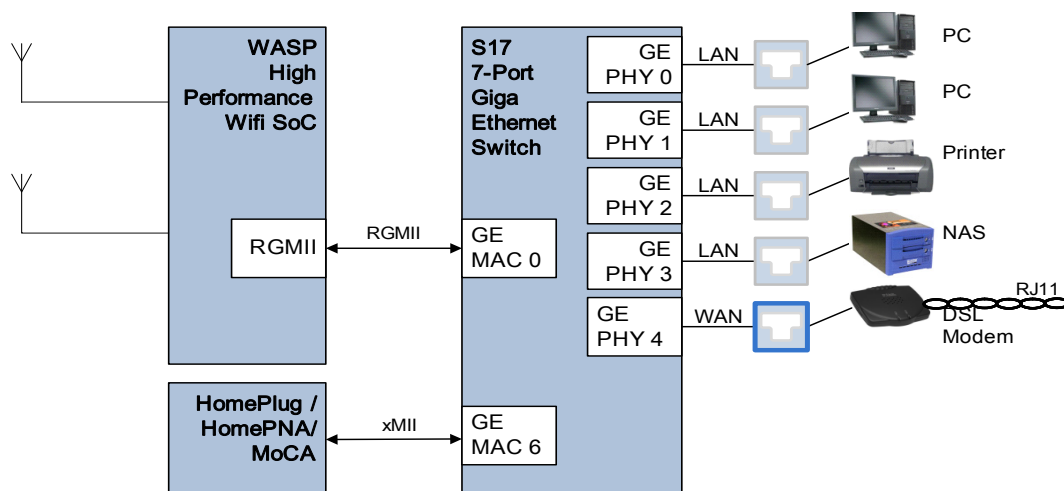 WASP
High
Performance
Wifi SoC
RGMII
RGMII
HomePlug /
HomePNA/
MoCA
xMII
S17
7-Port
Giga
Ethernet
Switch
GE
MAC 0
GE
MAC 6
GE
PHY 0
GE
PHY 1
GE
PHY 2
GE
PHY 3
GE
PHY 4
LAN
LAN
LAN
LAN
WAN
PC
PC
Printer
NAS
RJ11
DSL
Modem